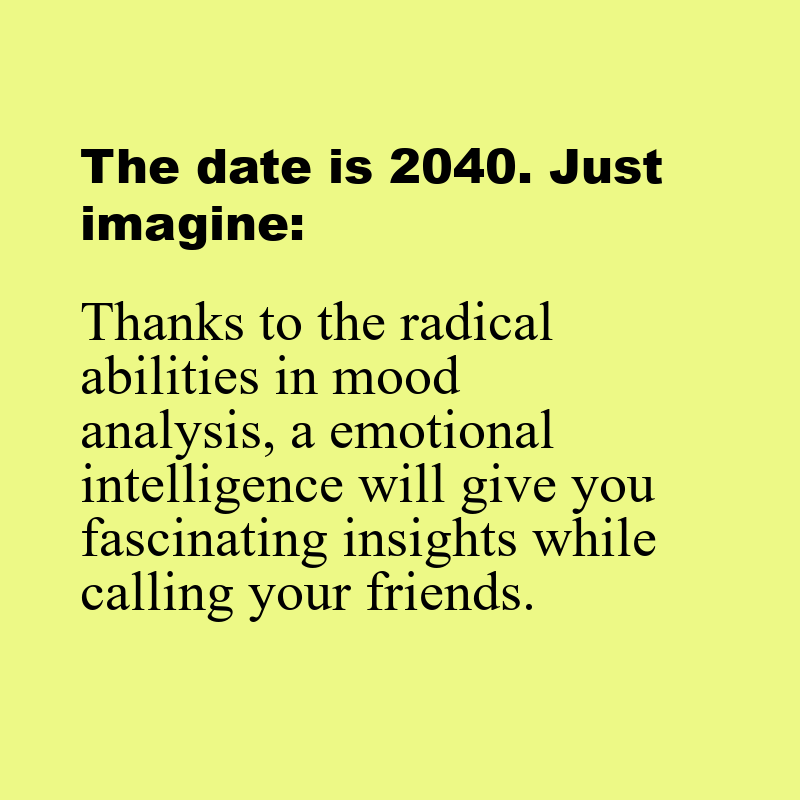 The date is 2040. Just
imagine:
Thanks to the radical
abilities in mood
analysis, a emotional
intelligence will give you
fascinating insights while
calling your friends.